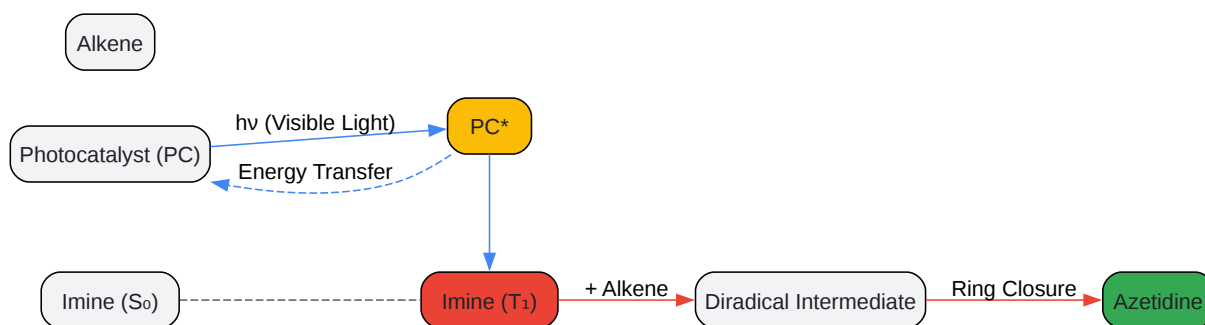 Alkene
hν (Visible Light)
PC*
Photocatalyst (PC)
Energy Transfer
Imine (S₀)
Imine (T₁)
+ Alkene
Diradical Intermediate
Ring Closure
Azetidine